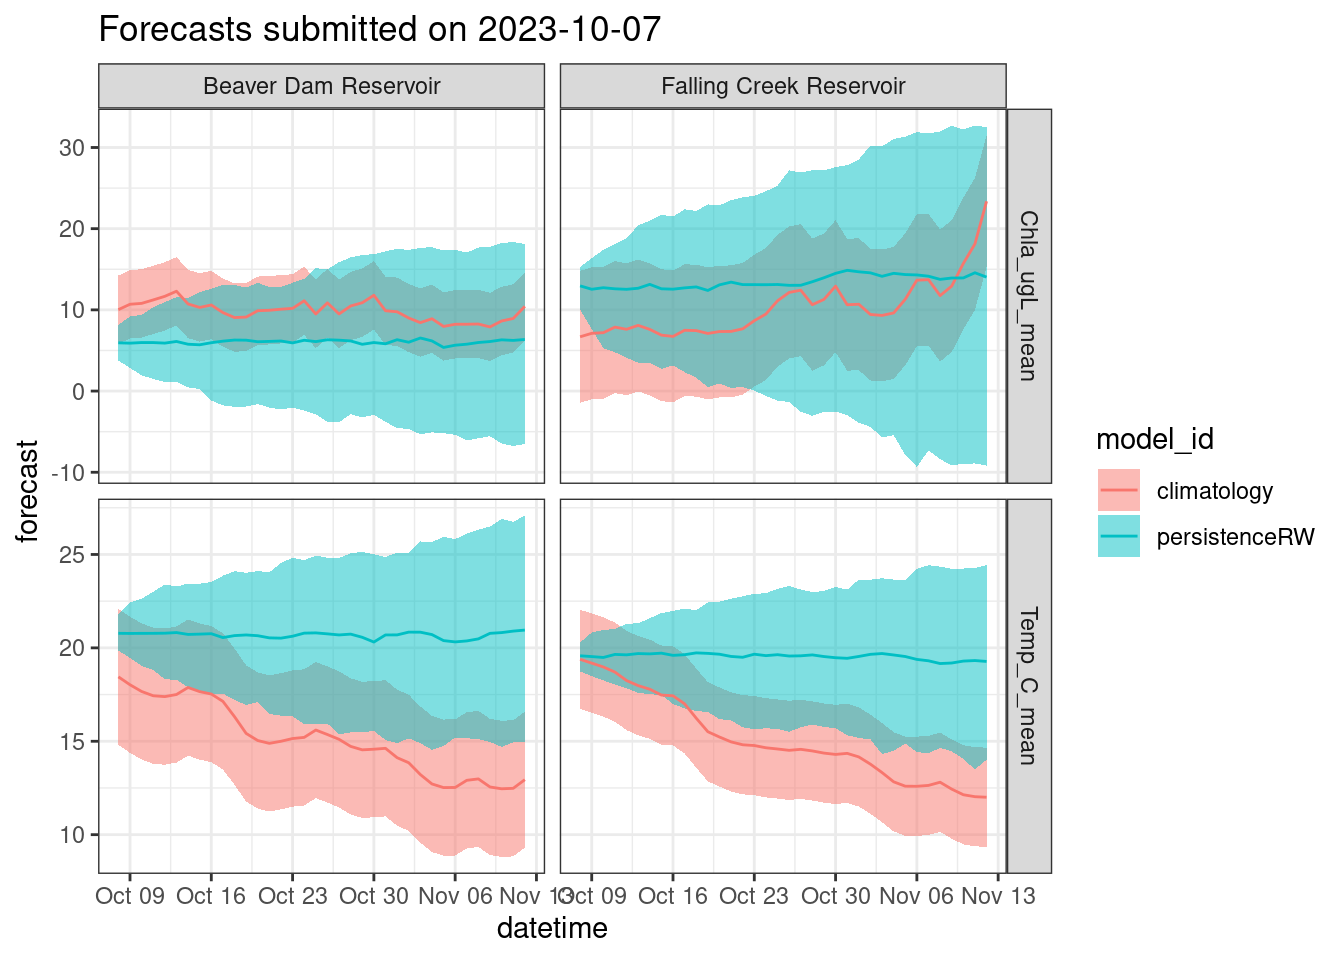 Forecasts submitted on 2023-10-07
Beaver Dam Reservoir
Falling Creek Reservoir
30
20
10
0
-10
Chla_ugL_mean
25
20
15
10
Temp_C_mean
forecast
Oct 09 Oct 16 Oct 23 Oct 30 Nov 06 Nov 13
Oct 09 Oct 16 Oct 23 Oct 30 Nov 06 Nov 13
datetime
model_id
climatology
persistenceRW